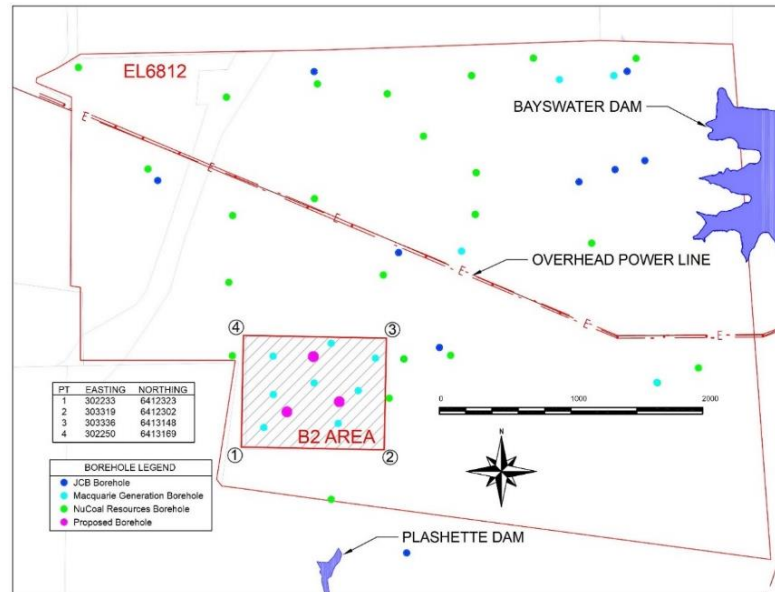 EL6812
E
BAYSWATER DAM
E
E
OVERHEAD POWER LINE
E
E
E
4
3
PT EASTING NORTHING
1 302233 6412323
2 303319 6412302
3 303336 6413148
4 302250 6413169
0 1000 2000
B2 AREA
1
2
N
BOREHOLE LEGEND
JCB Borehole
Macquarie Generation Borehole
NuCoal Resources Borehole
Proposed Borehole
PLASHETTE DAM